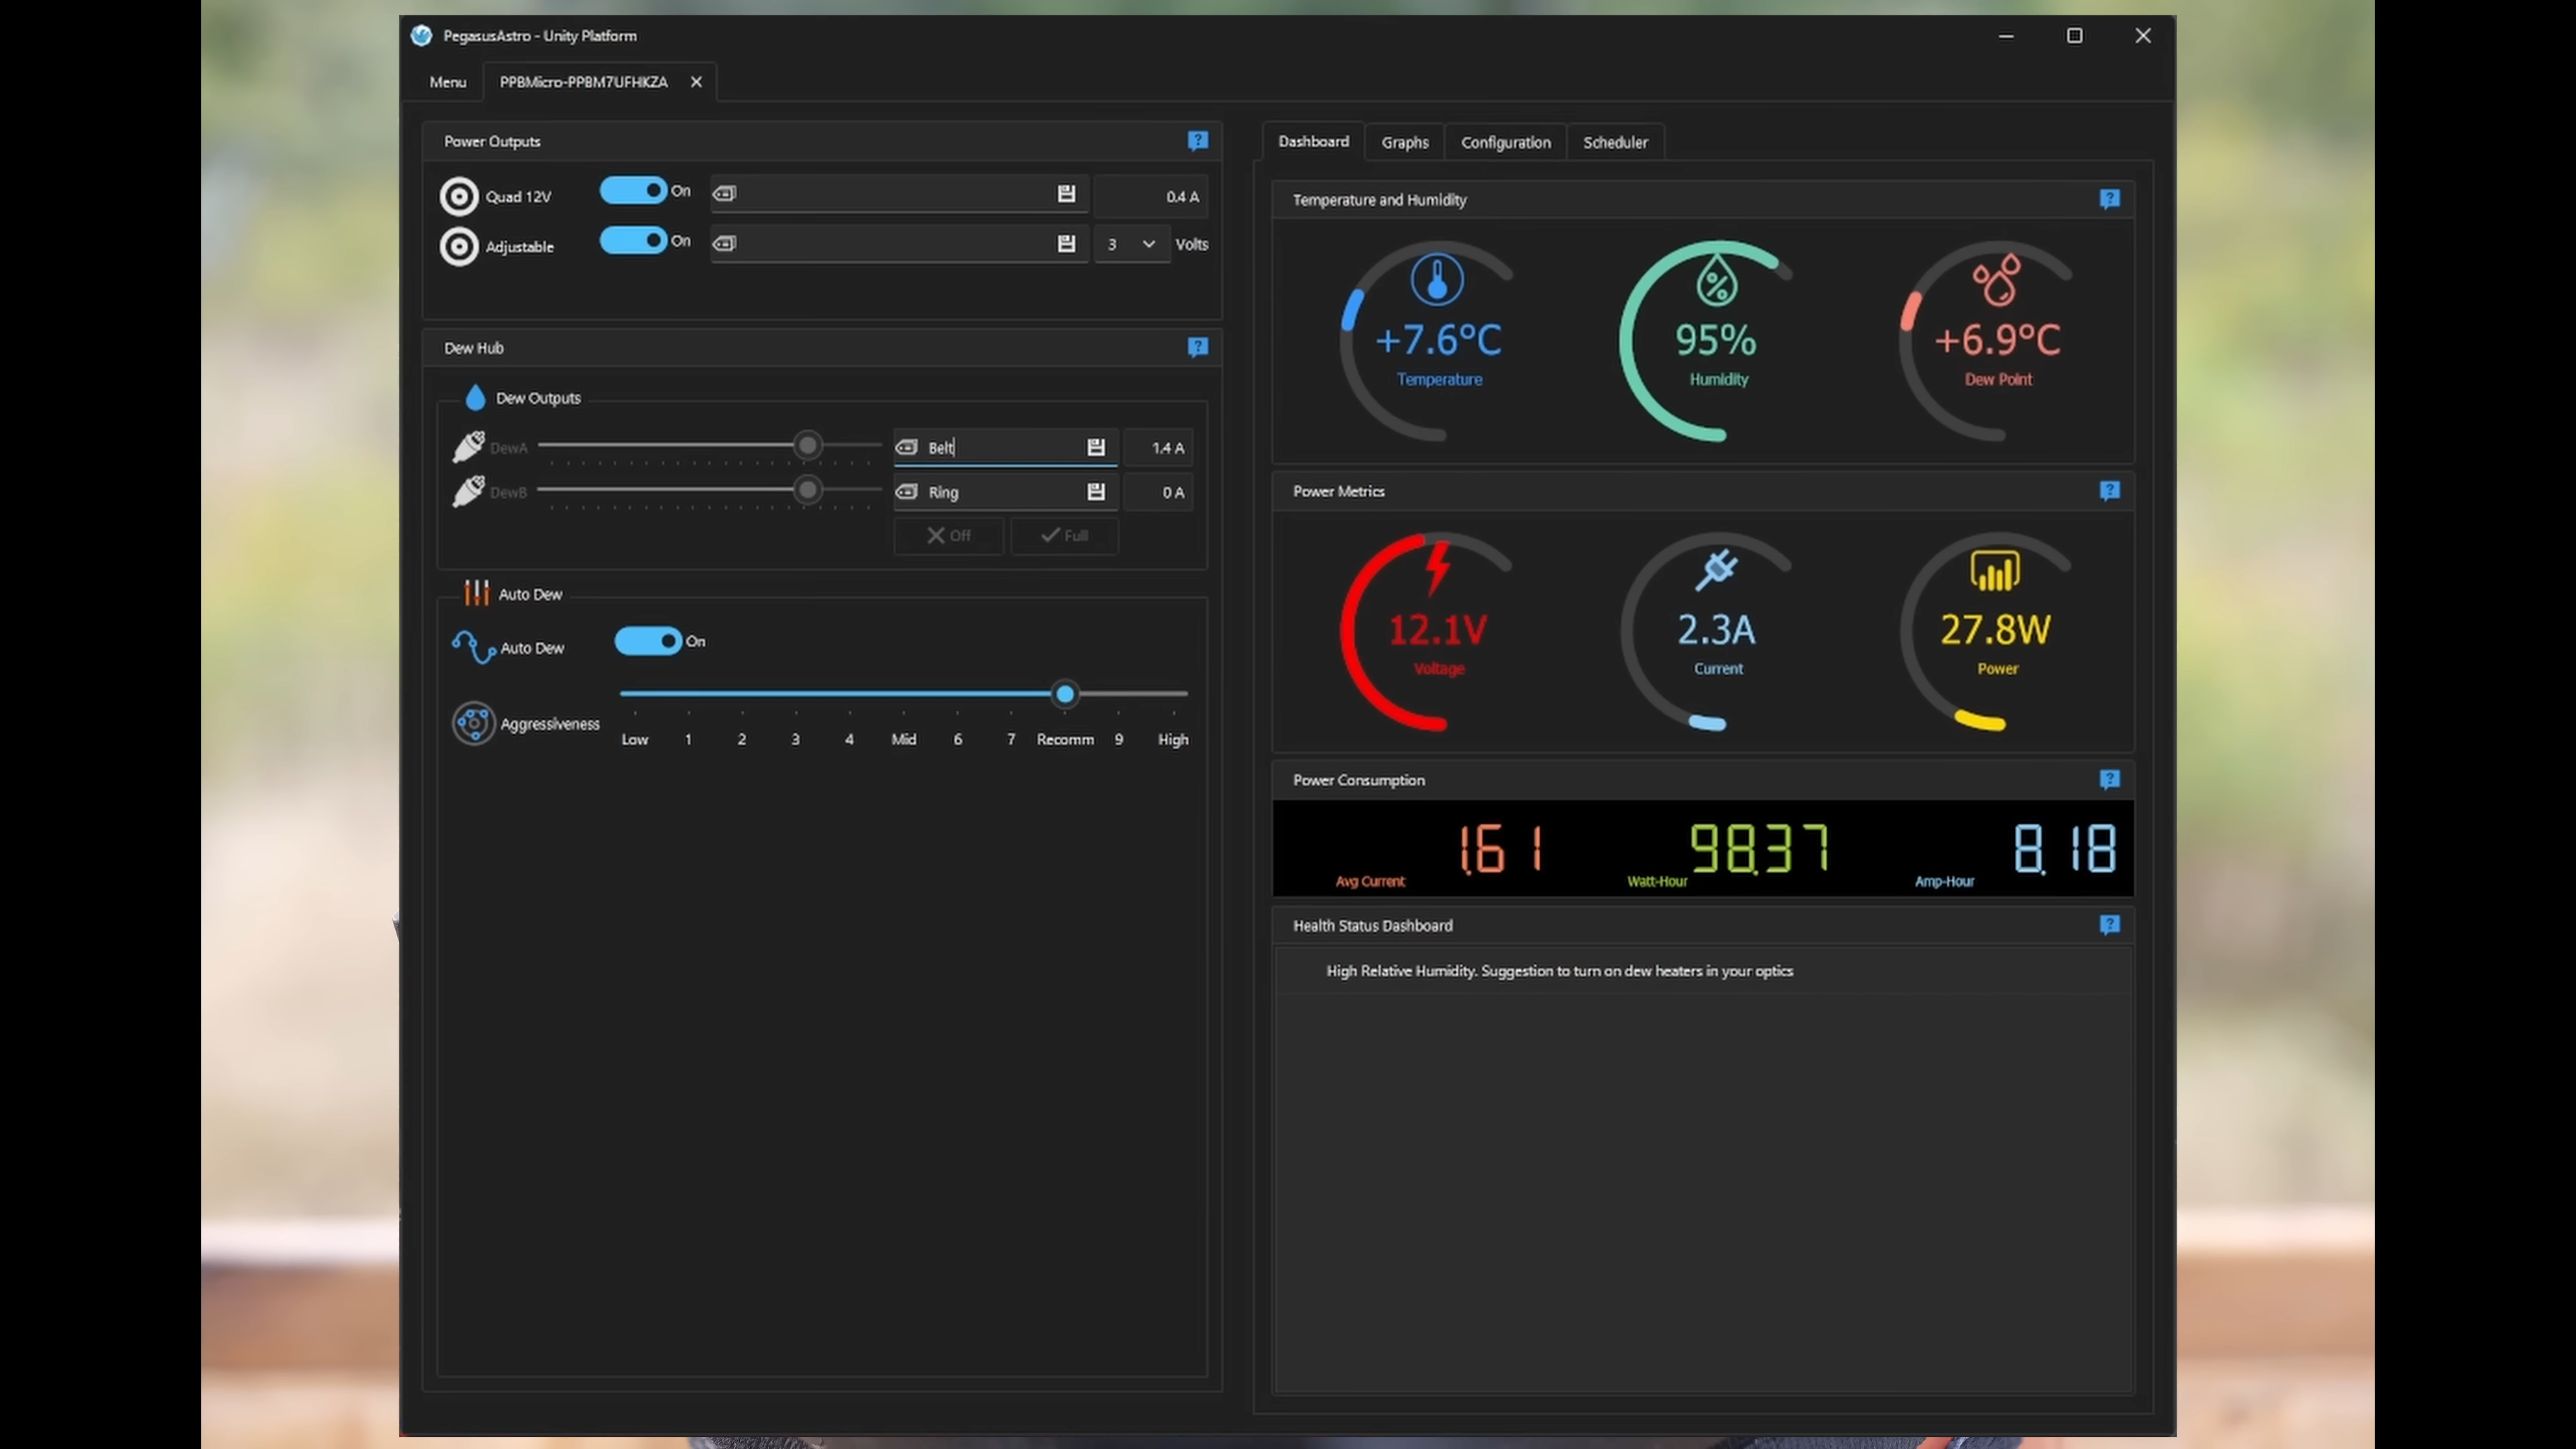 PegasusAstro - Unity Platform
Menu
PPBMicro-PPBM7UFHKZA
Power Outputs
Quad 12V
On
0.4 A
Adjustable
On
3
Volts
Dew Hub
Dew Outputs
DewA
Belt
1.4 A
DewB
Ring
0 A
Off
Full
Auto Dew
Auto Dew
On
Aggressiveness
Low 1 2 3 4 Mid 6 7 Recomm 9 High
Dashboard
Graphs
Configuration
Scheduler
Temperature and Humidity
+7.6°C
Temperature
95%
Humidity
+6.9°C
Dew Point
Power Metrics
12.1V
Voltage
2.3A
Current
27.8W
Power
Power Consumption
Avg Current
1.61
Watt-Hour
98.37
Amp-Hour
8.18
Health Status Dashboard
High Relative Humidity. Suggestion to turn on dew heaters in your optics